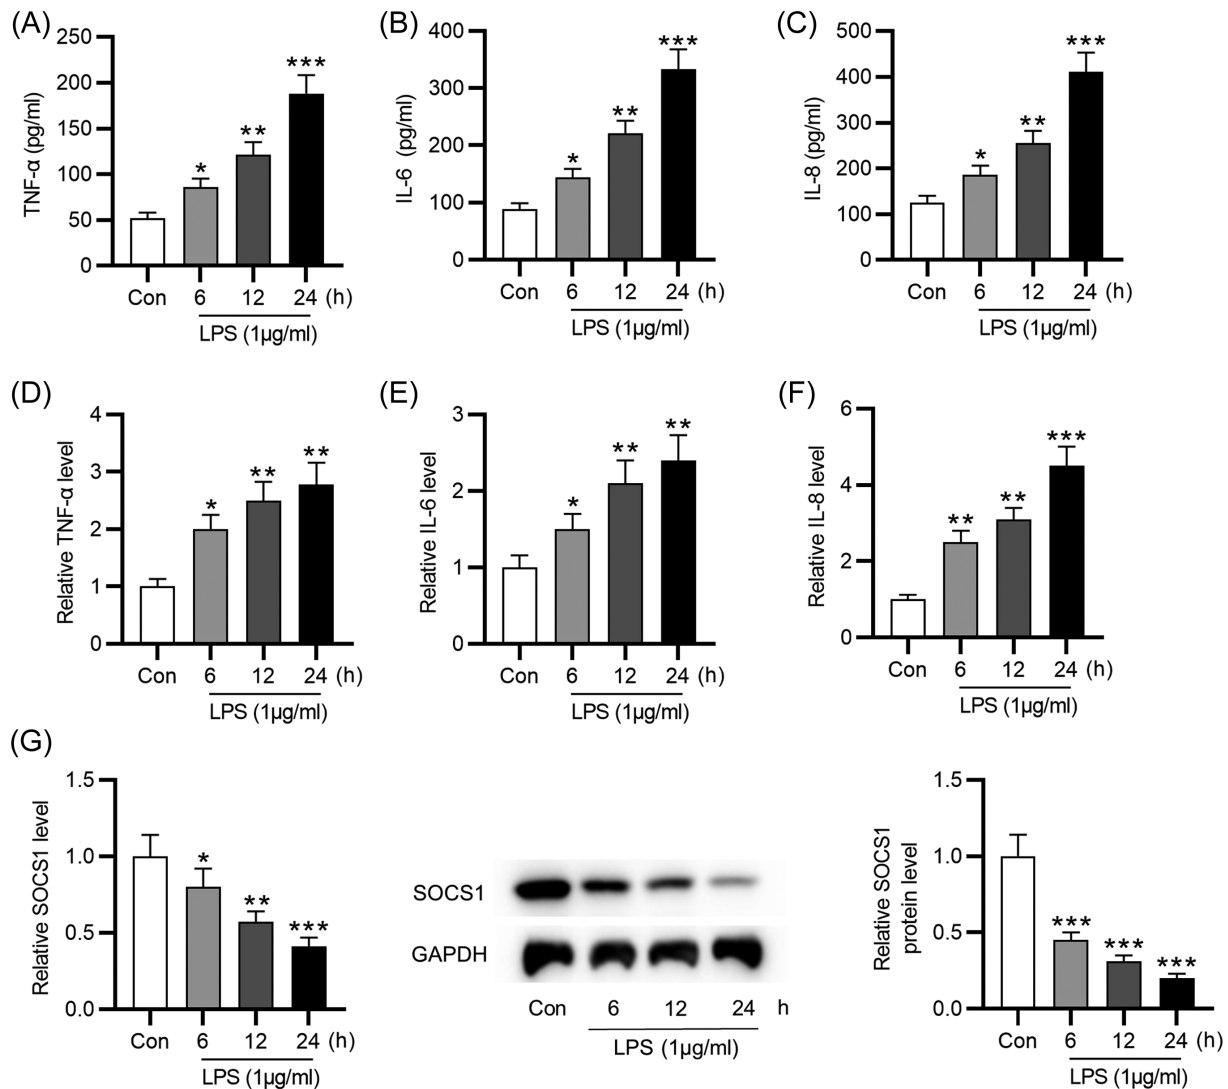 (A)
TNF-α (pg/ml)
250
200
150
100
50
0
*
**
***
Con 6 12 24 (h)
LPS (1µg/ml)
(B)
IL-6 (pg/ml)
400
300
200
100
0
*
**
***
Con 6 12 24 (h)
LPS (1µg/ml)
(C)
IL-8 (pg/ml)
500
400
300
200
100
0
*
**
***
Con 6 12 24 (h)
LPS (1µg/ml)
(D)
Relative TNF-α level
4
3
2
1
0
*
**
**
Con 6 12 24 (h)
LPS (1µg/ml)
(E)
Relative IL-6 level
3
2
1
0
*
**
**
Con 6 12 24 (h)
LPS (1µg/ml)
(F)
Relative IL-8 level
6
4
2
0
**
**
***
Con 6 12 24 (h)
LPS (1µg/ml)
(G)
Relative SOCS1 level
1.5
1.0
0.5
0.0
*
**
***
Con 6 12 24 (h)
LPS (1µg/ml)
SOCS1
GAPDH
Con 6 12 24 h
LPS (1µg/ml)
Relative SOCS1
protein level
1.5
1.0
0.5
0.0
***
***
***
Con 6 12 24 (h)
LPS (1µg/ml)